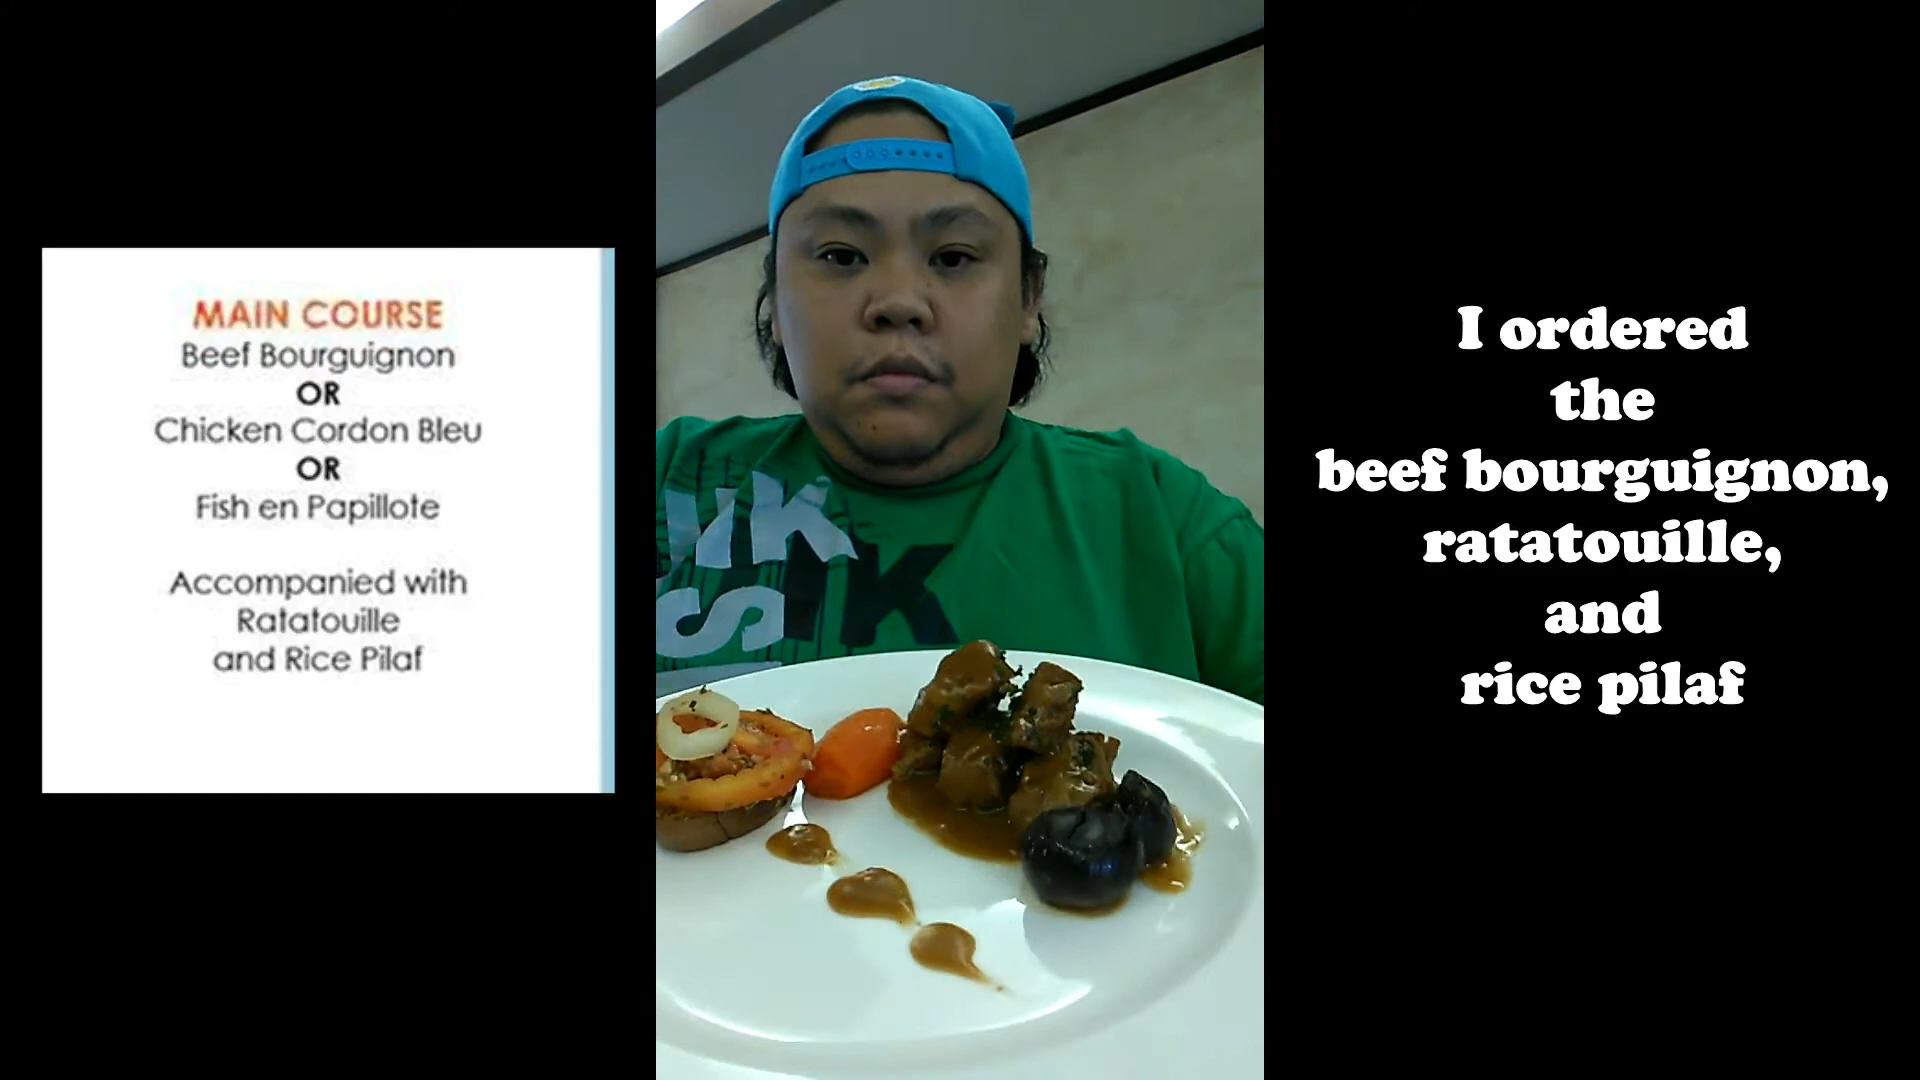 MAIN COURSE
Beef Bourguignon
OR
Chicken Cordon Bleu
OR
Fish en Papillote
Accompanied with
Ratatouille
and Rice Pilaf
I ordered
the
beef bourguignon,
ratatouille,
and
rice pilaf